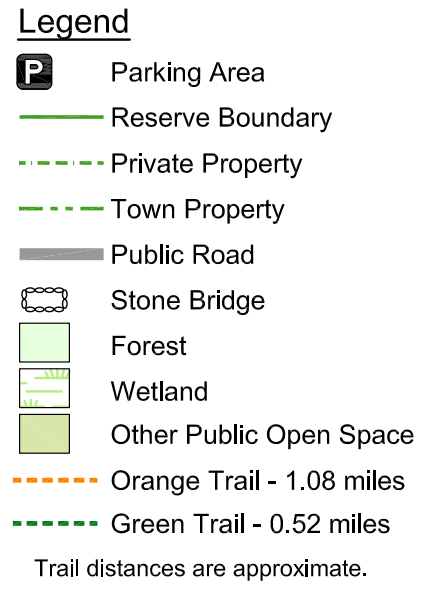 Legend
P Parking Area
Reserve Boundary
Private Property
Town Property
Public Road
Stone Bridge
Forest
Wetland
Other Public Open Space
Orange Trail - 1.08 miles
Green Trail - 0.52 miles
Trail distances are approximate.